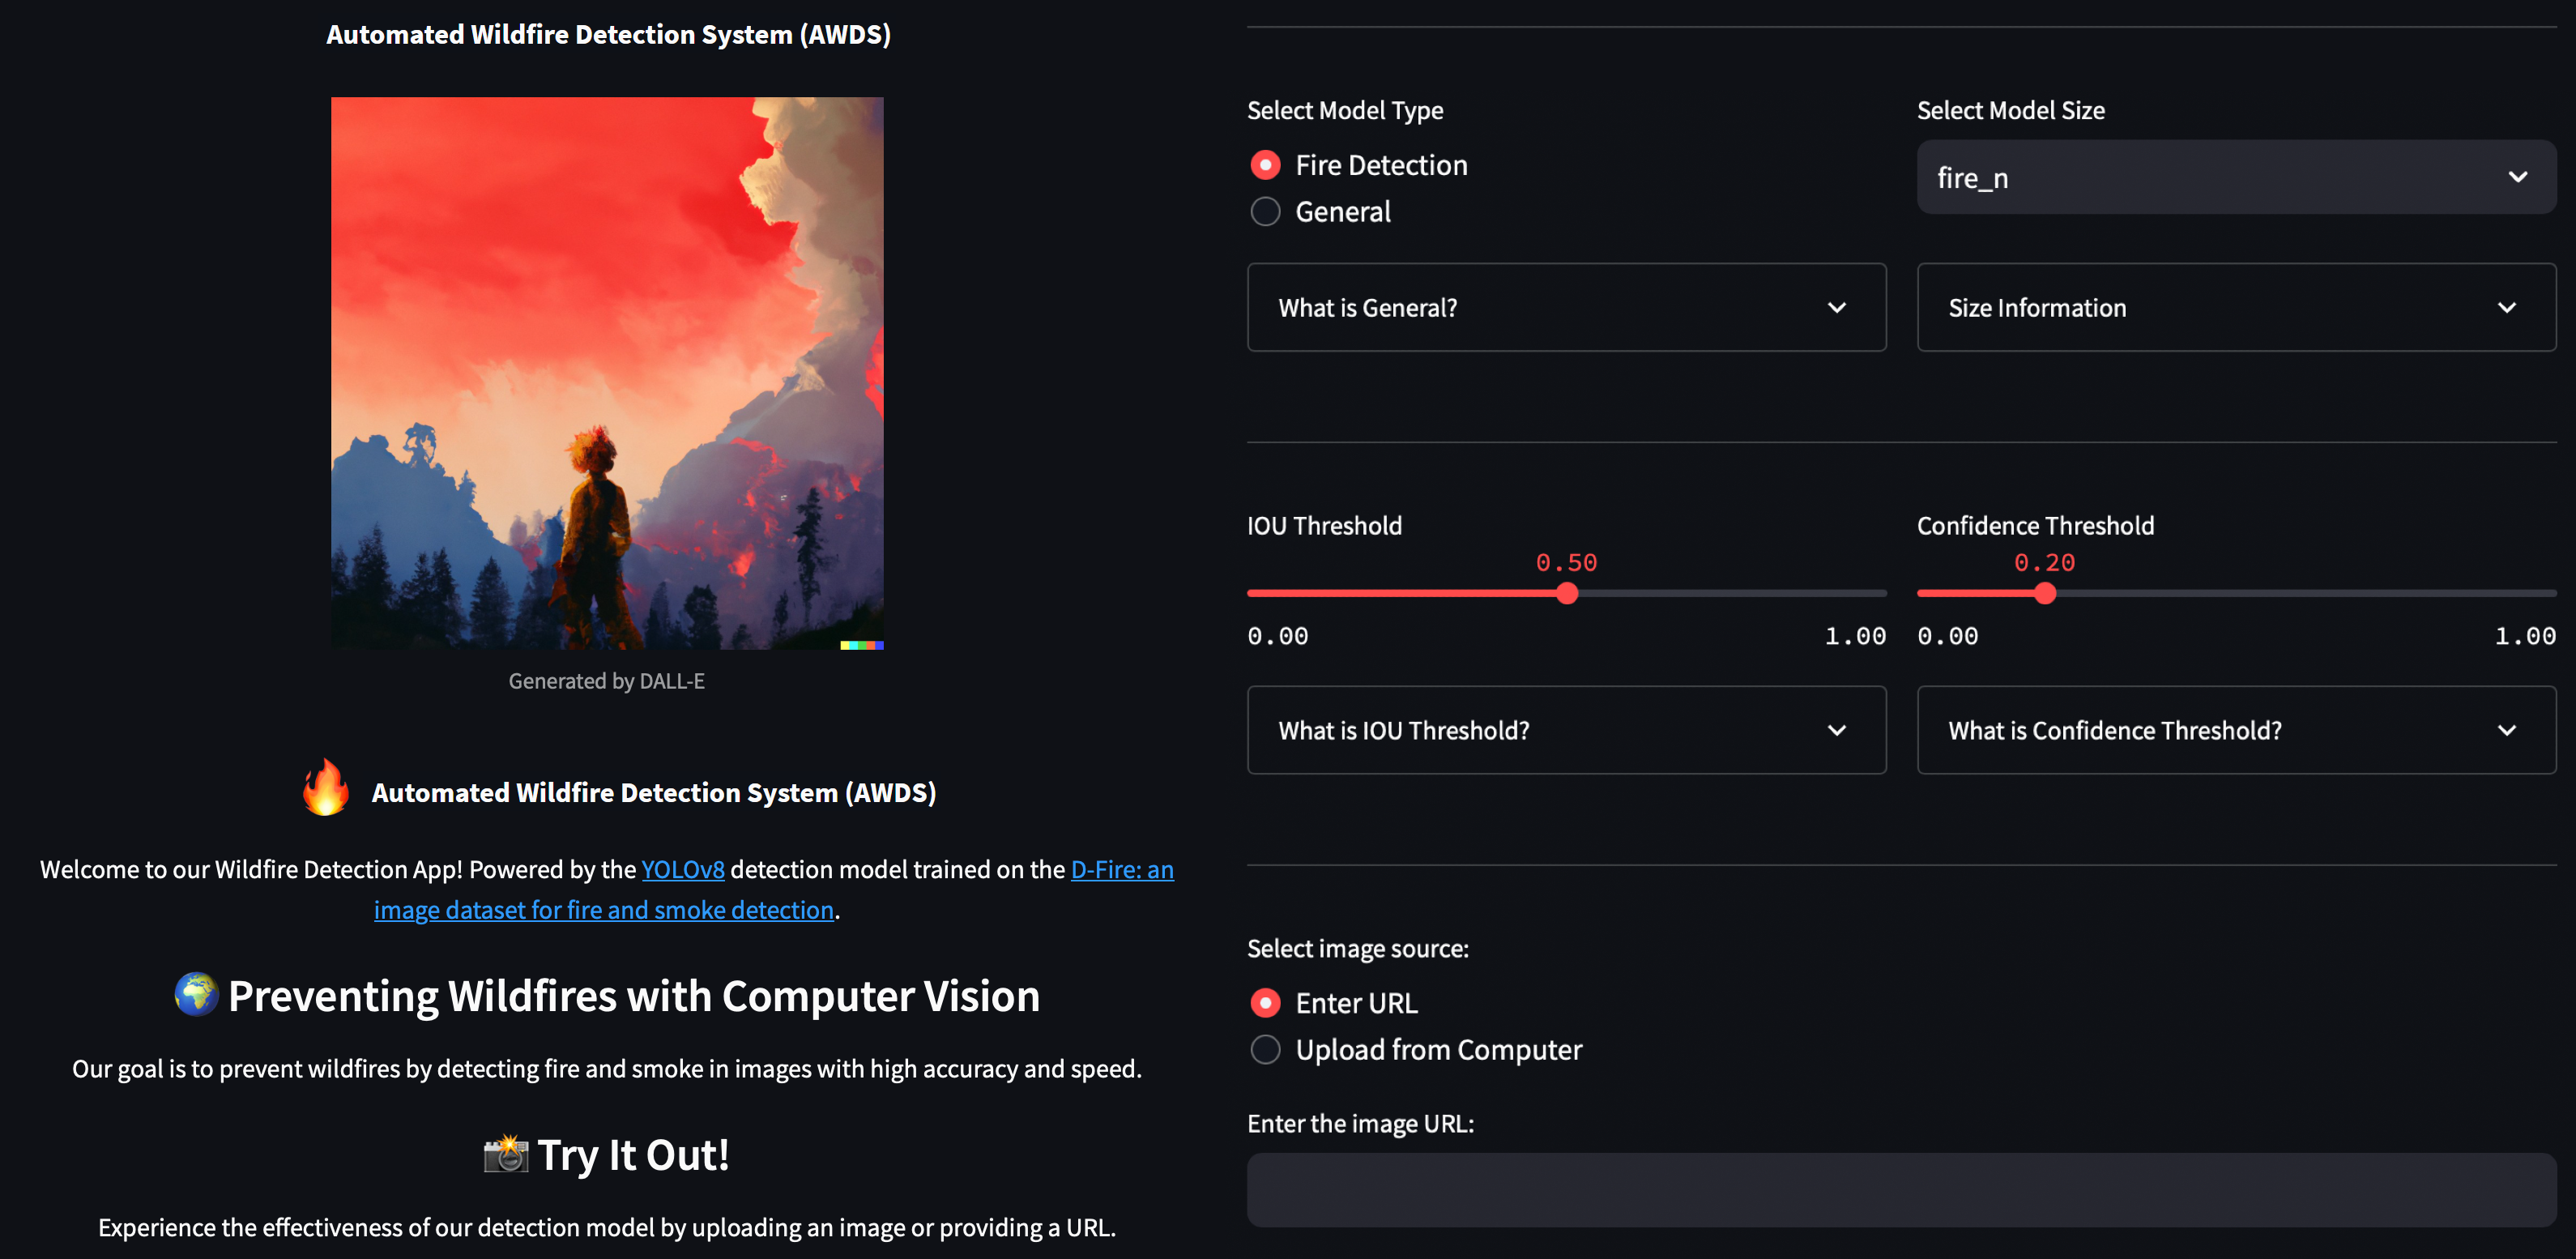 Automated Wildfire Detection System (AWDS)
Generated by DALL-E
🔥 Automated Wildfire Detection System (AWDS)
Welcome to our Wildfire Detection App! Powered by the YOLOv8 detection model trained on the D-Fire: an
image dataset for fire and smoke detection.
🌍 Preventing Wildfires with Computer Vision
Our goal is to prevent wildfires by detecting fire and smoke in images with high accuracy and speed.
📸 Try It Out!
Experience the effectiveness of our detection model by uploading an image or providing a URL.
Select Model Type
Fire Detection
General
What is General?
Select Model Size
fire_n
Size Information
IOU Threshold
0.50
0.00 1.00
What is IOU Threshold?
Confidence Threshold
0.20
0.00 1.00
What is Confidence Threshold?
Select image source:
Enter URL
Upload from Computer
Enter the image URL: